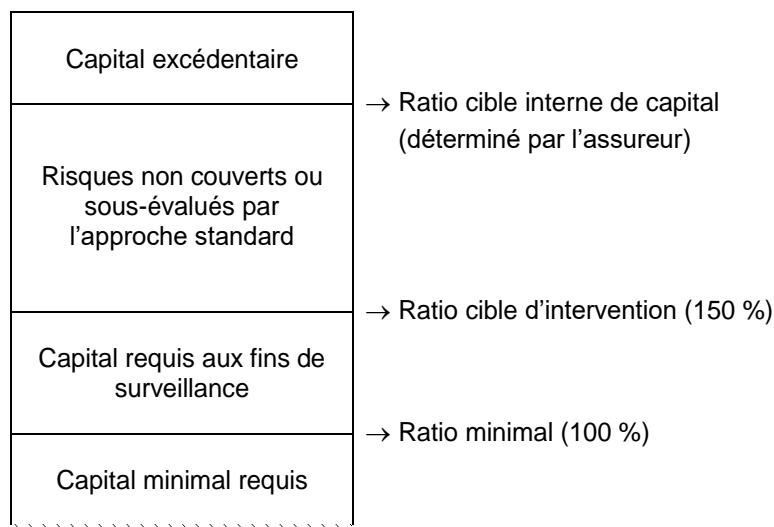 Capital excédentaire
→ Ratio cible interne de capital
(déterminé par l’assureur)
Risques non couverts ou
sous-évalués par
l’approche standard
→ Ratio cible d’intervention (150 %)
Capital requis aux fins de
surveillance
→ Ratio minimal (100 %)
Capital minimal requis